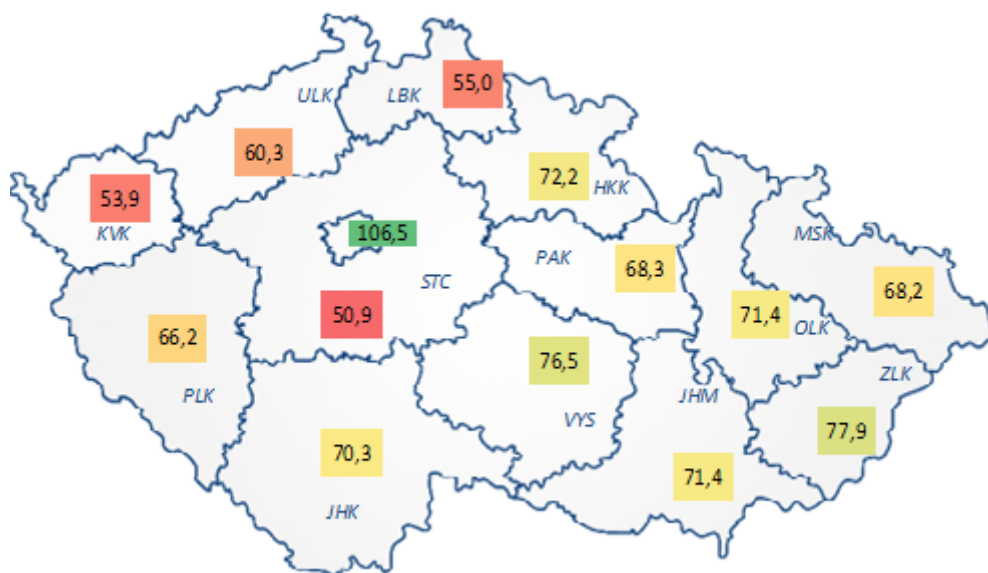 55,0
ULK
LBK
60,3
72,2
HKK
53,9
KVK
106,5
MSK
PAK
68,3
STC
68,2
50,9
71,4
OLK
66,2
76,5
PLK
JHM
ZLK
VYS
77,9
70,3
71,4
JHK